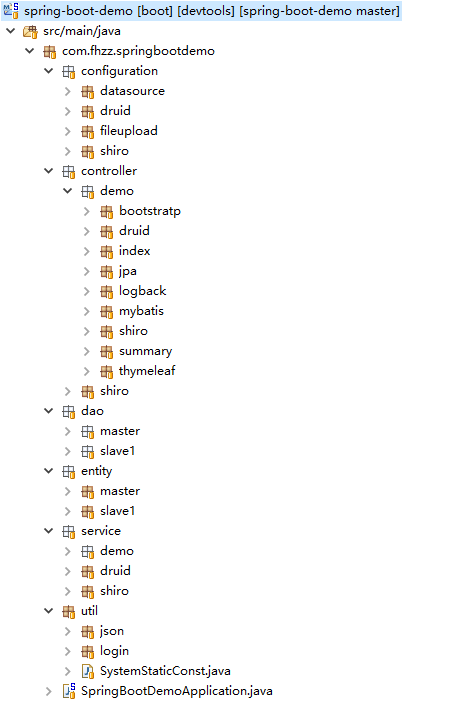 spring-boot-demo [boot] [devtools] [spring-boot-demo master]
src/main/java
com.fhzz.springbootdemo
configuration
datasource
druid
fileupload
shiro
controller
demo
bootstratp
druid
index
jpa
logback
mybatis
shiro
summary
thymeleaf
shiro
dao
master
slave1
entity
master
slave1
service
demo
druid
shiro
util
json
login
SystemStaticConst.java
SpringBootDemoApplication.java